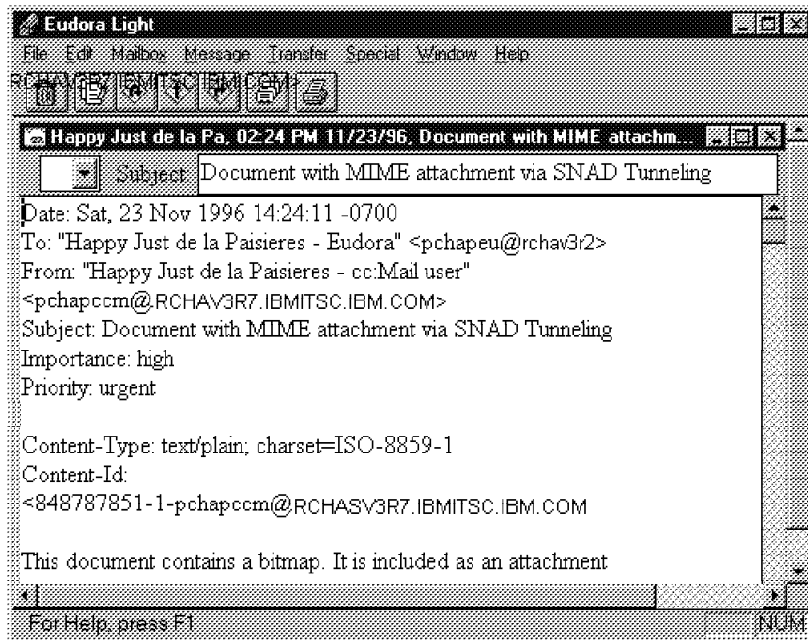 Eudora Light
File Edit Mailbox Message Transfer Special Window Help
RCHAV3R7.IBMITSC.IBM.COM>
Happy Just de la Pa, 02:24 PM 11/23/96, Document with MIME attachm...
Subject: Document with MIME attachment via SNAD Tunneling
Date: Sat, 23 Nov 1996 14:24:11 -0700
To: "Happy Just de la Paisieres - Eudora" <pchapeu@rchav3r2>
From: "Happy Just de la Paisieres - cc:Mail user"
<pchapccm@.RCHAV3R7.IBMITSC.IBM.COM>
Subject: Document with MIME attachment via SNAD Tunneling
Importance: high
Priority: urgent
Content-Type: text/plain; charset=ISO-8859-1
Content-Id:
<848787851-1-pchapccm@.RCHASV3R7.IBMITSC.IBM.COM
This document contains a bitmap. It is included as an attachment
For Help, press F1
NUM